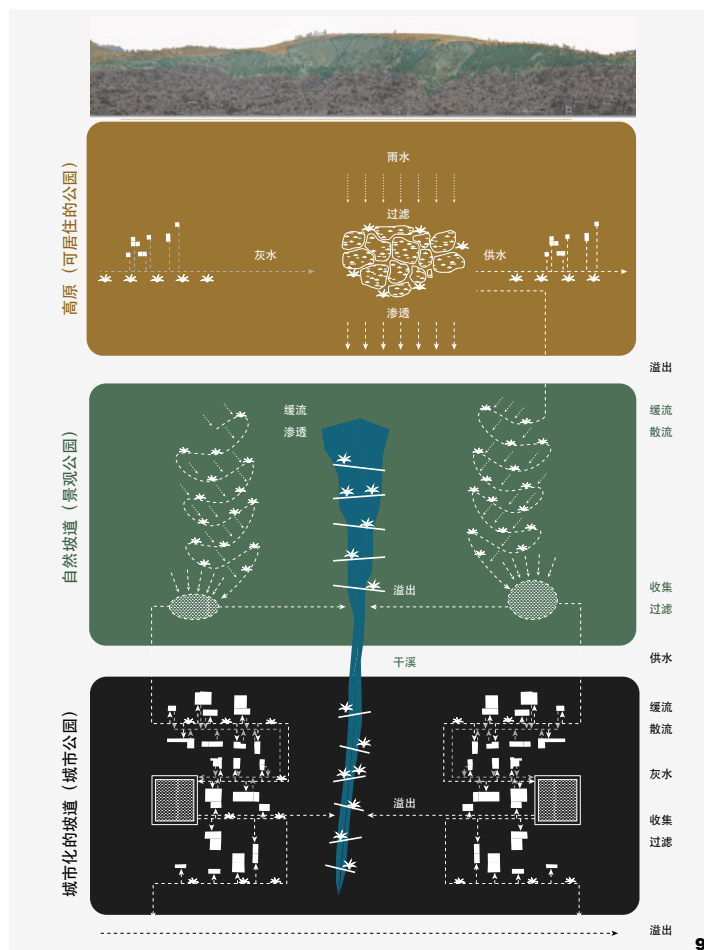 高原（可居住的公园）
雨水
过滤
灰水
供水
渗透
溢出
自然坡道（景观公园）
缓流
渗透
缓流
散流
溢出
收集
过滤
干溪
供水
城市化的坡道（城市公园）
缓流
散流
灰水
溢出
收集
过滤
溢出
9